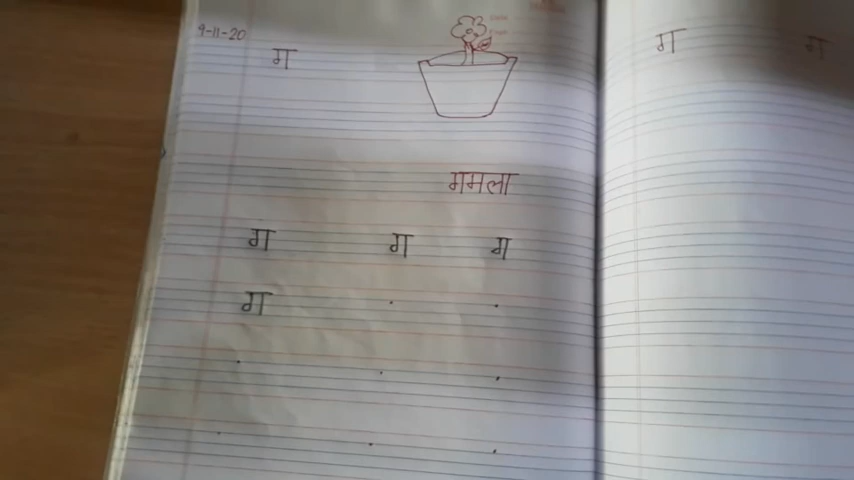 9-11-20
ग
गमला
ग ग ग
ग
ग ग